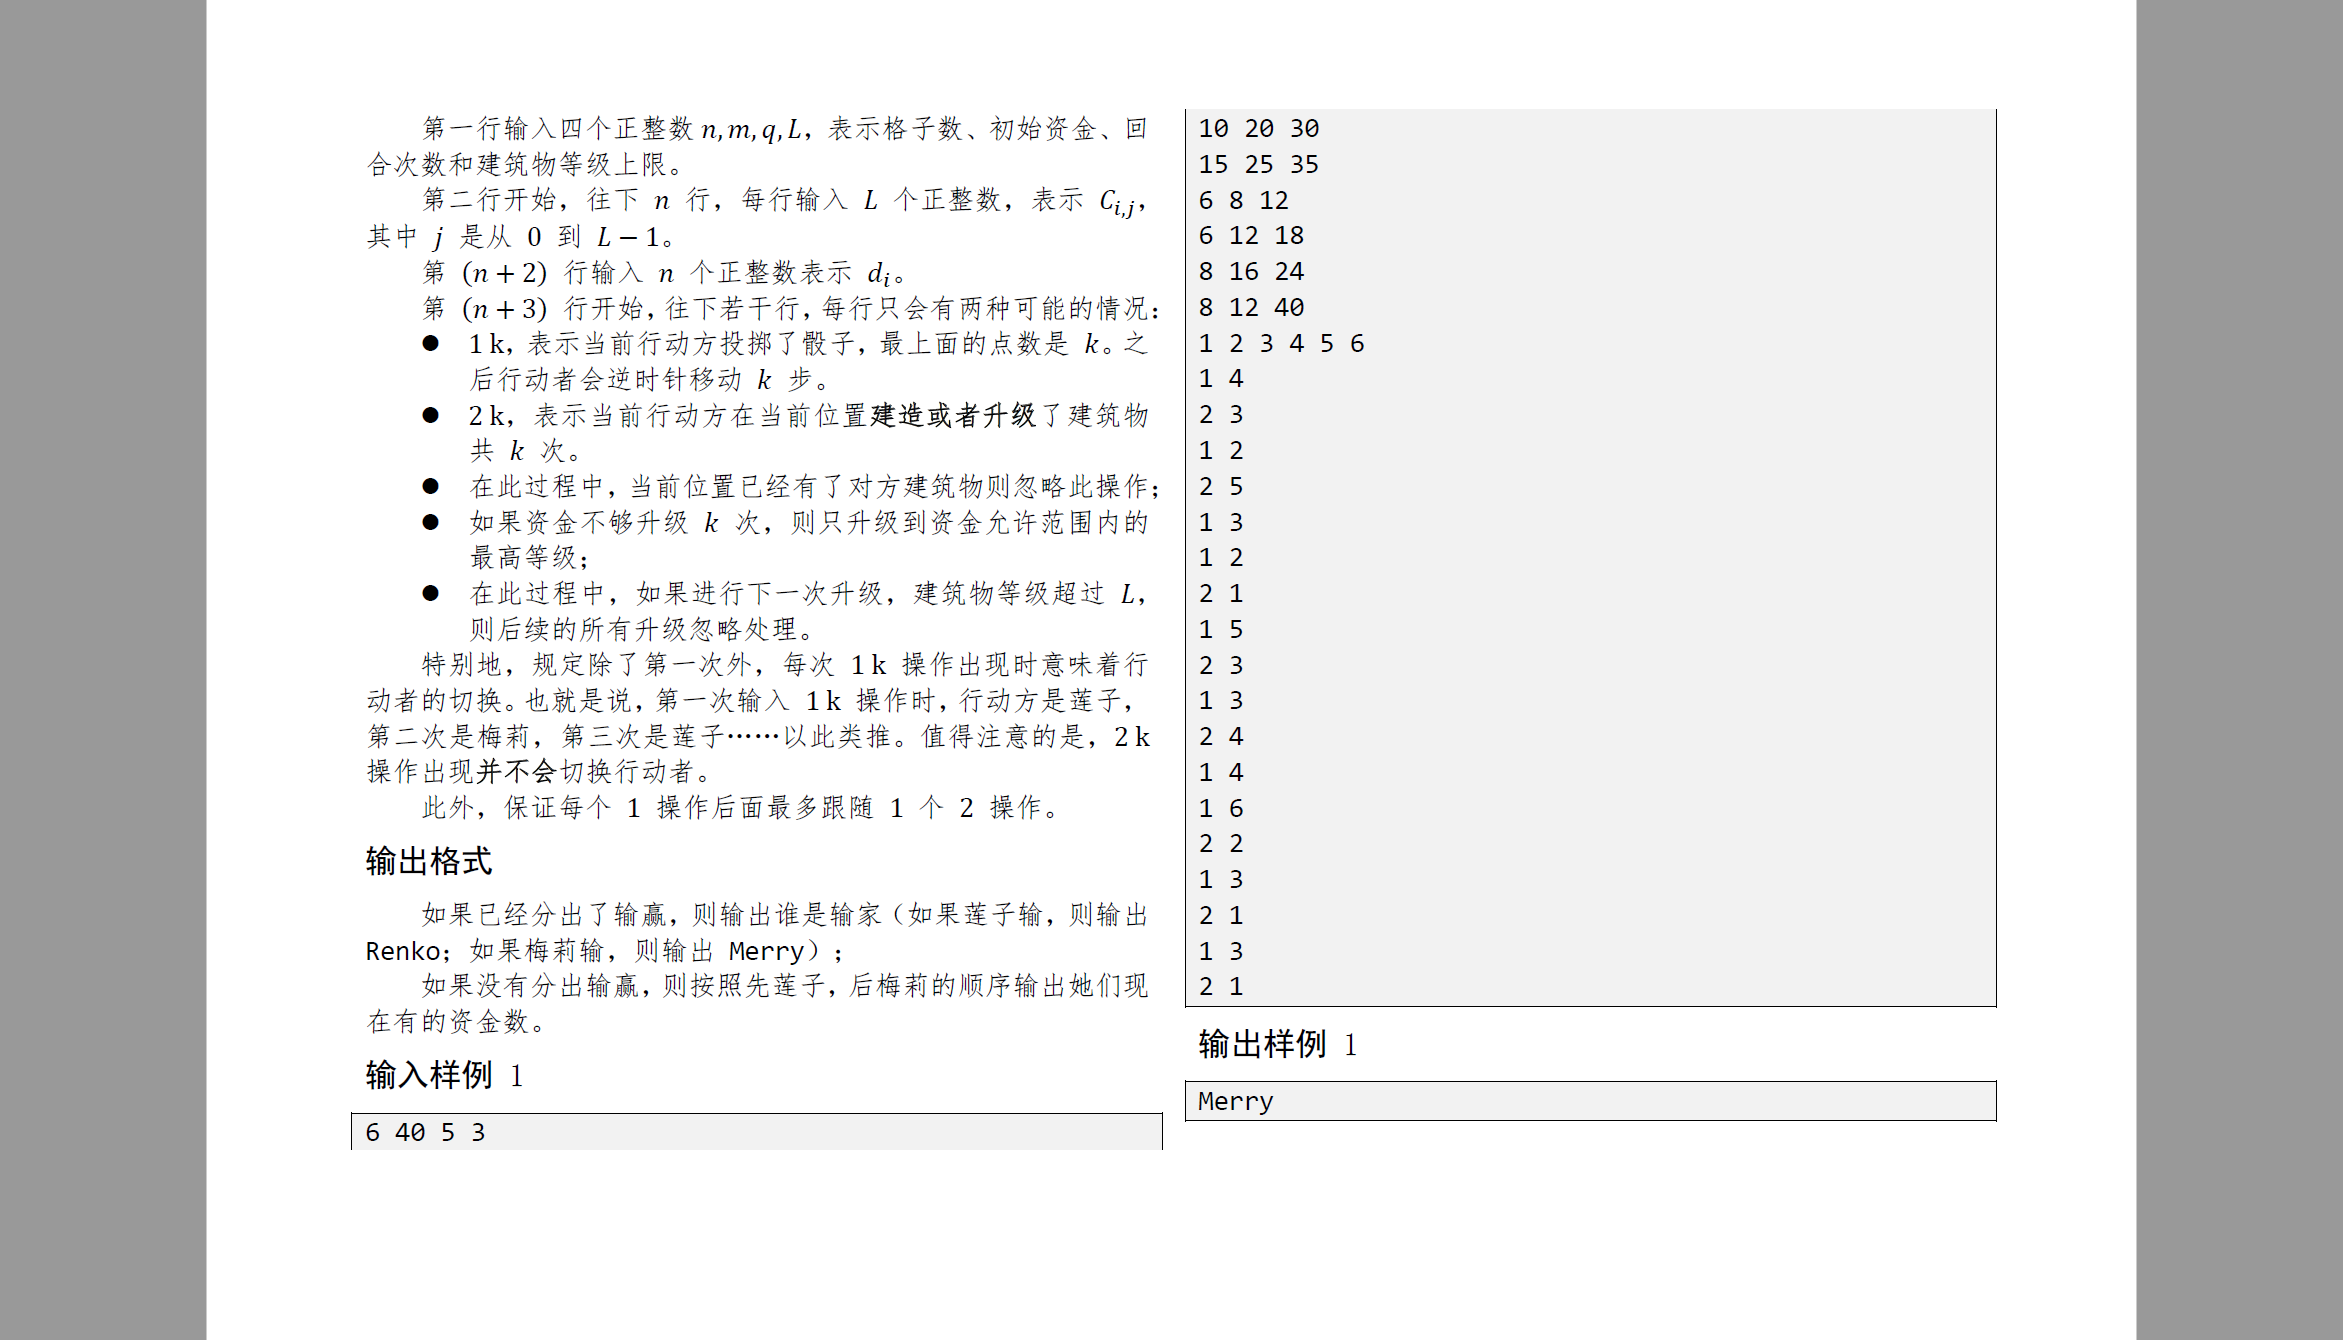 第一行输入四个正整数 n, m, q, L，表示格子数、初始资金、回
合次数和建筑物等级上限。
第二行开始，往下 n 行，每行输入 L 个正整数，表示 C_{i,j}，
其中 j 是从 0 到 L − 1。
第 (n + 2) 行输入 n 个正整数表示 d_i。
第 (n + 3) 行开始，往下若干行，每行只会有两种可能的情况：
● 1 k，表示当前行动方投掷了骰子，最上面的点数是 k。之
后行动者会逆时针移动 k 步。
● 2 k，表示当前行动方在当前位置建造或者升级了建筑物
共 k 次。
● 在此过程中，当前位置已经有了对方建筑物则忽略此操作；
● 如果资金不够升级 k 次，则只升级到资金允许范围内的
最高等级；
● 在此过程中，如果进行下一次升级，建筑物等级超过 L，
则后续的所有升级忽略处理。
特别地，规定除了第一次外，每次 1 k 操作出现时意味着行
动者的切换。也就是说，第一次输入 1 k 操作时，行动方是莲子，
第二次是梅莉，第三次是莲子……以此类推。值得注意的是，2 k
操作出现并不会切换行动者。
此外，保证每个 1 操作后面最多跟随 1 个 2 操作。
输出格式
如果已经分出了输赢，则输出谁是输家（如果莲子输，则输出
Renko；如果梅莉输，则输出 Merry）；
如果没有分出输赢，则按照先莲子，后梅莉的顺序输出她们现
在有的资金数。
输入样例 1
6 40 5 3
10 20 30
15 25 35
6 8 12
6 12 18
8 16 24
8 12 40
1 2 3 4 5 6
1 4
2 3
1 2
2 5
1 3
1 2
2 1
1 5
2 3
1 3
2 4
1 4
1 6
2 2
1 3
2 1
1 3
2 1
输出样例 1
Merry